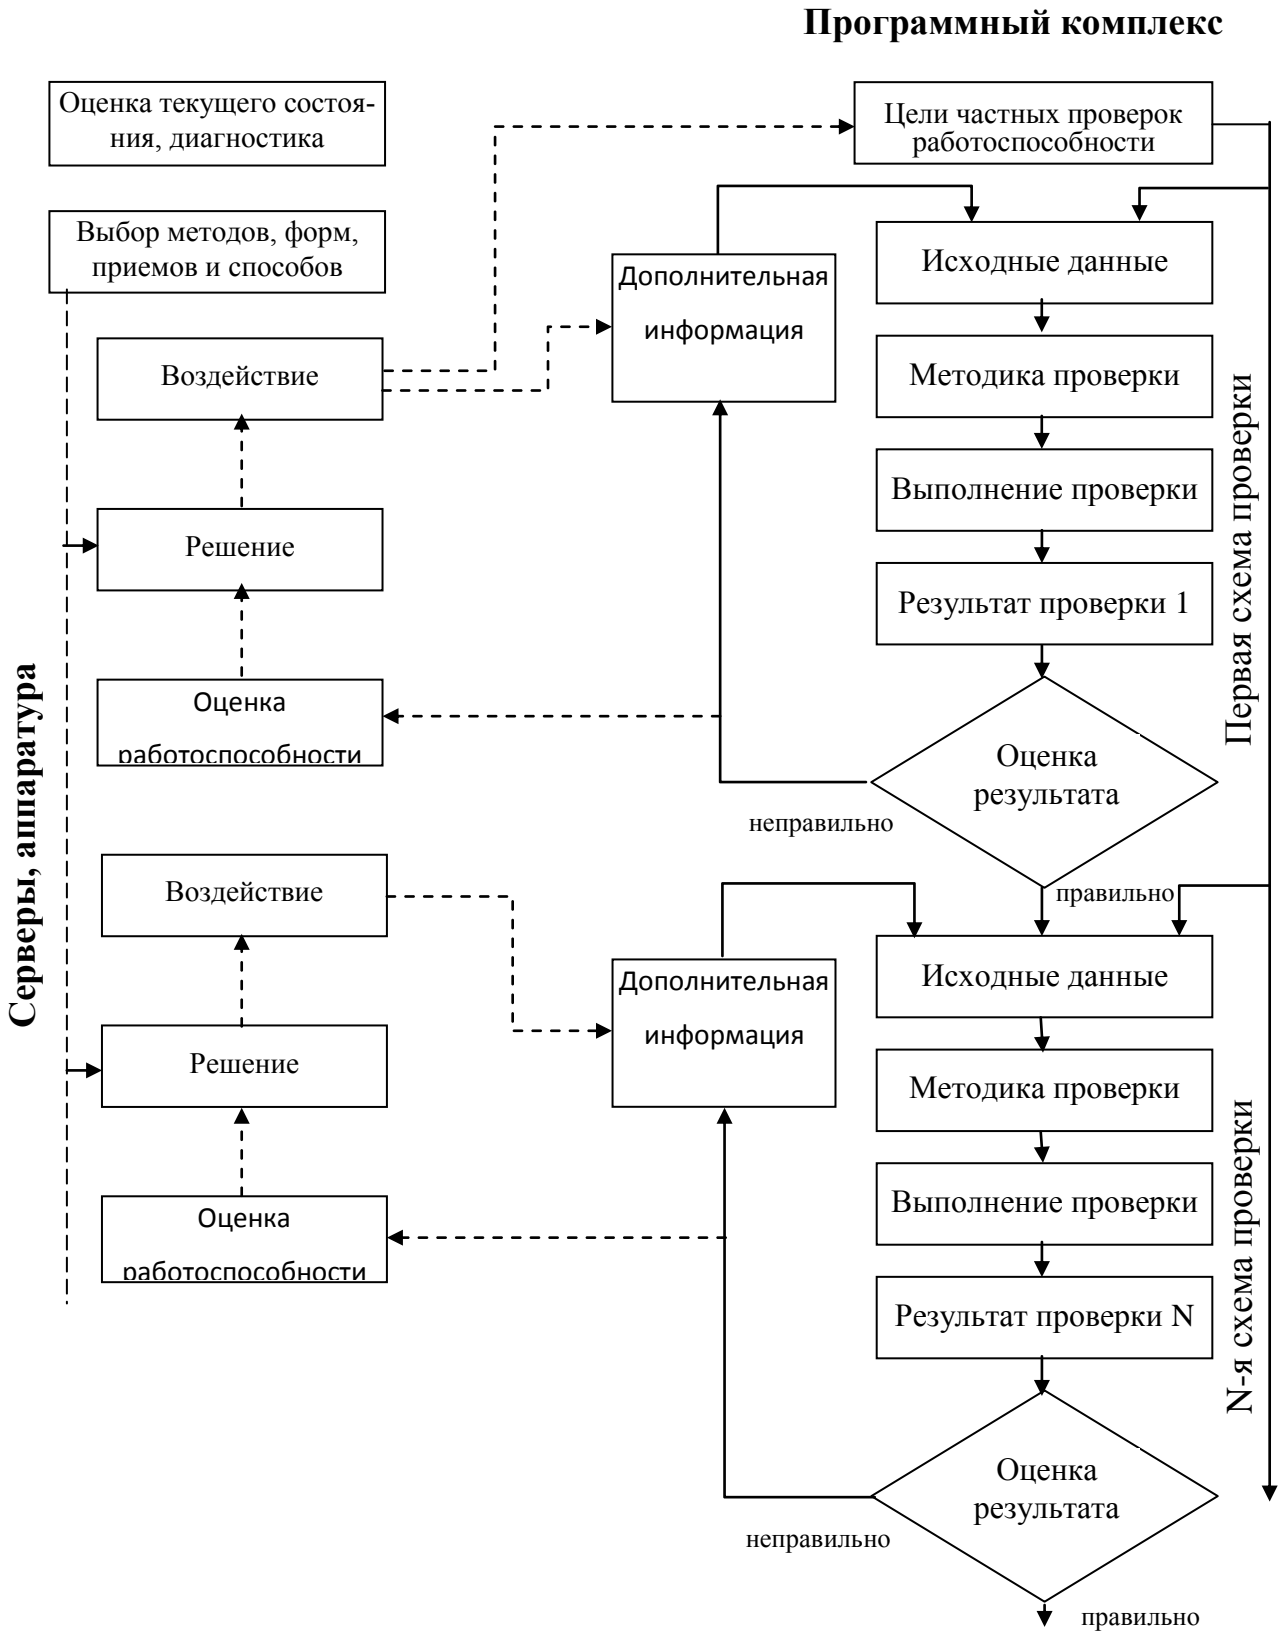 Программный комплекс
Оценка текущего состоя-
ния, диагностика
Цели частных проверок
работоспособности
Выбор методов, форм,
приемов и способов
Дополнительная
информация
Исходные данные
Воздействие
Методика проверки
Выполнение проверки
Решение
Результат проверки 1
Первая схема проверки
Оценка
работоспособности
Оценка
результата
неправильно
правильно
Серверы, аппаратура
Воздействие
Дополнительная
информация
Исходные данные
Решение
Методика проверки
Выполнение проверки
Оценка
работоспособности
Результат проверки N
N-я схема проверки
Оценка
результата
неправильно
правильно